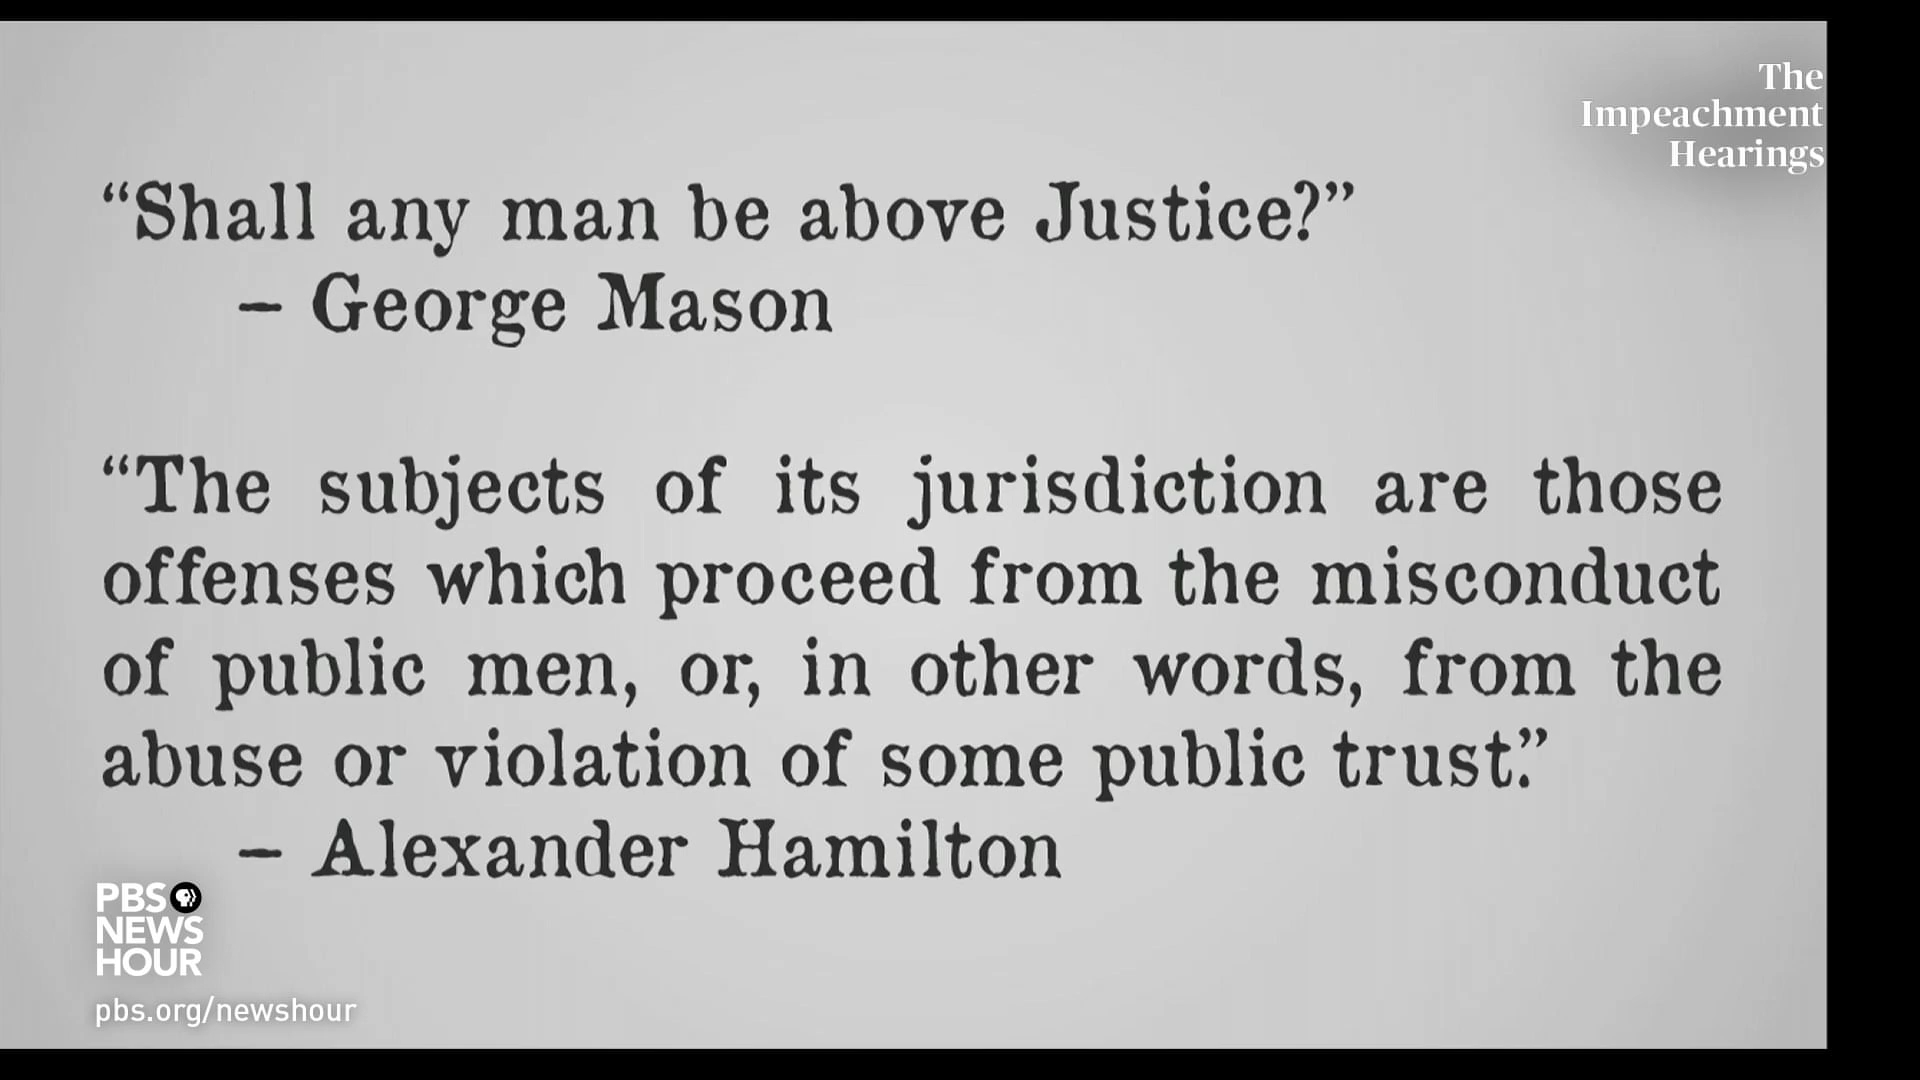 The
Impeachment
Hearings
“Shall any man be above Justice?”
– George Mason
“The subjects of its jurisdiction are those
offenses which proceed from the misconduct
of public men, or, in other words, from the
abuse or violation of some public trust.”
– Alexander Hamilton
PBS
NEWS
HOUR
pbs.org/newshour